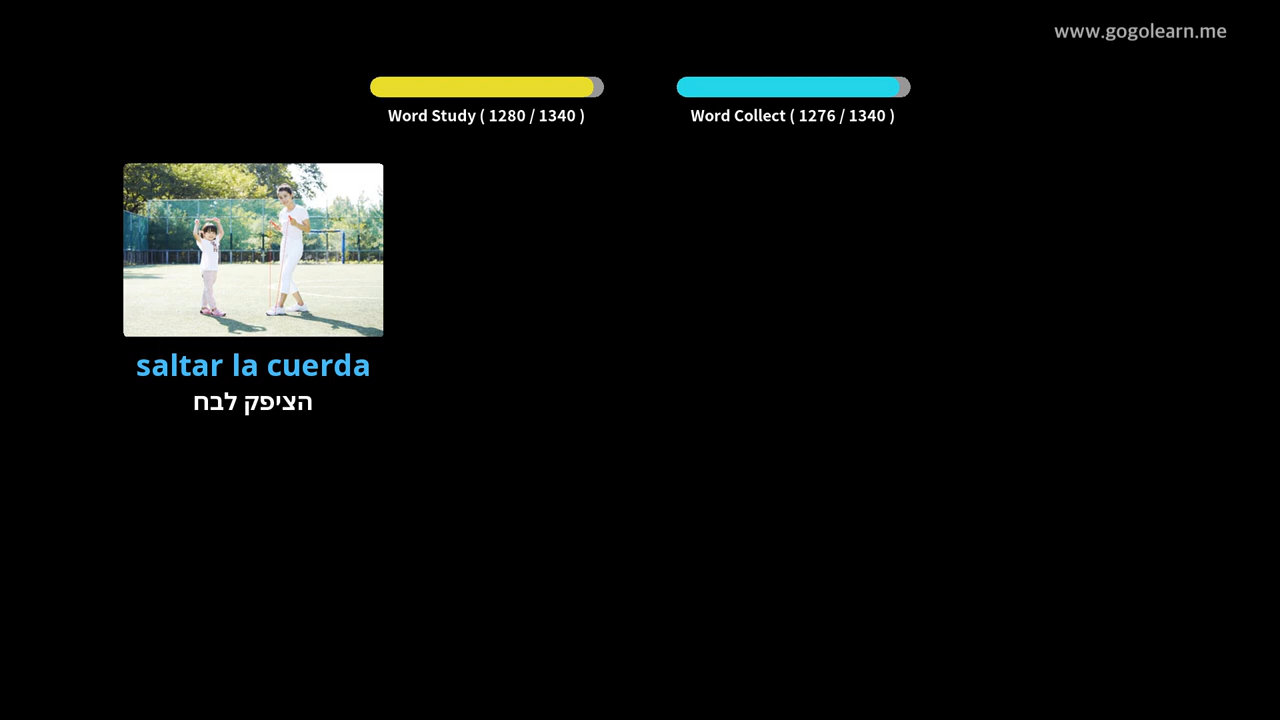 www.gogolearn.me
Word Study ( 1280 / 1340 )
Word Collect ( 1276 / 1340 )
saltar la cuerda
הציפק לבח